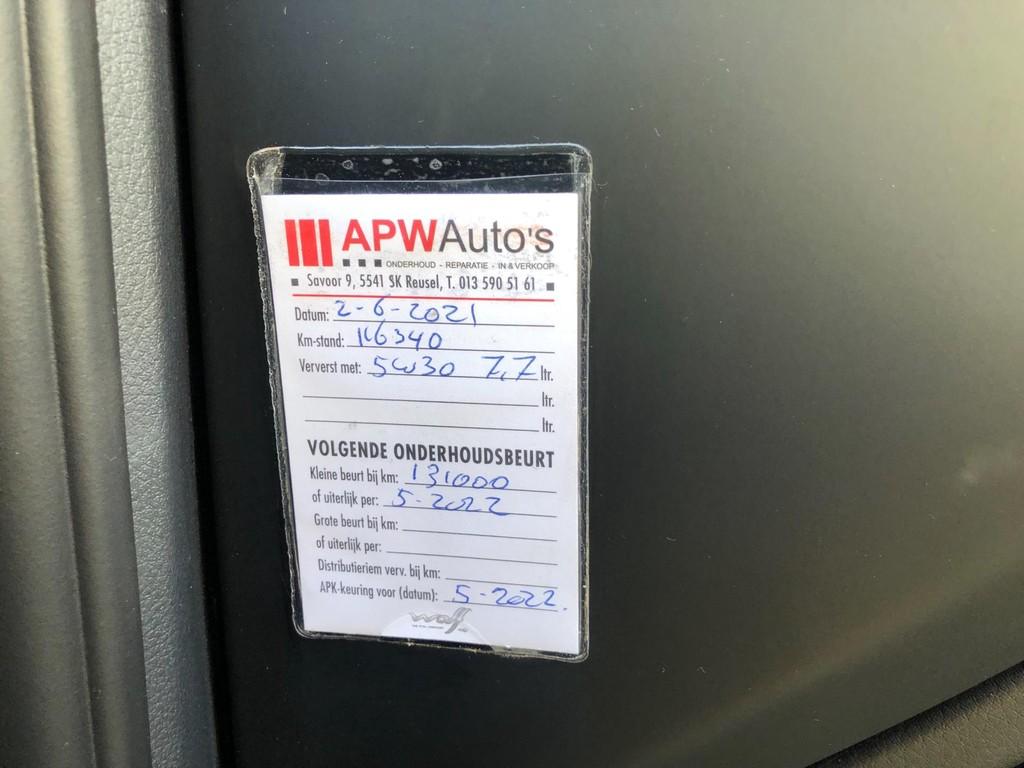 APWAuto's
ONDERHOUD - REPARATIE - IN & VERKOOP
Savoor 9, 5541 SK Reusel, T. 013 590 51 61
Datum: 2-6-2021
Km-stand: 116340
Ververst met: 5w30 7,7 ltr.
ltr.
ltr.
VOLGENDE ONDERHOUDSBEURT
Kleine beurt bij km: 131000
of uiterlijk per: 5-2022
Grote beurt bij km:
of uiterlijk per:
Distributieriem verv. bij km:
APK-keuring voor (datum): 5-2022.
wolf